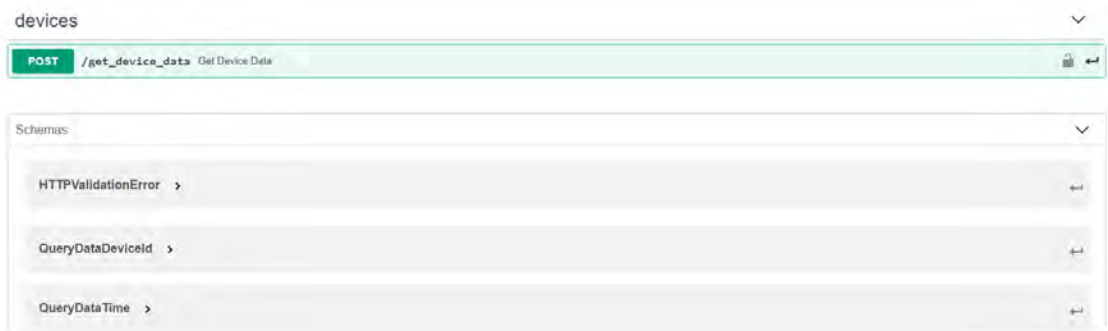 devices
POST /get_device_data Get Device Data
Schemas
HTTPValidationError
QueryDataDeviceId
QueryDataTime